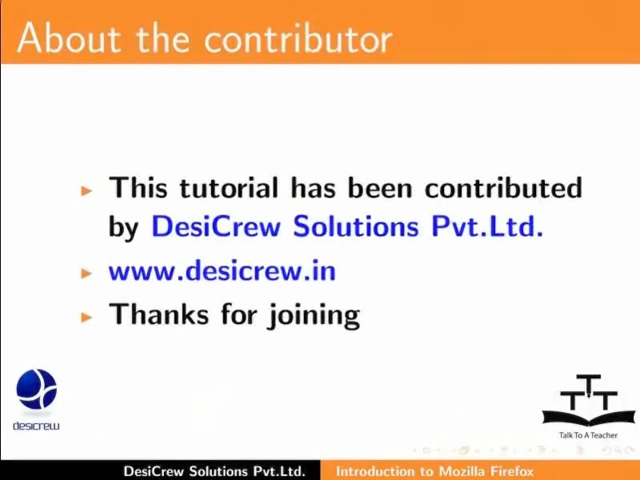 About the contributor
This tutorial has been contributed
by DesiCrew Solutions Pvt.Ltd.
www.desicrew.in
Thanks for joining
desicrew
TTT
Talk To A Teacher
DesiCrew Solutions Pvt.Ltd. Introduction to Mozilla Firefox